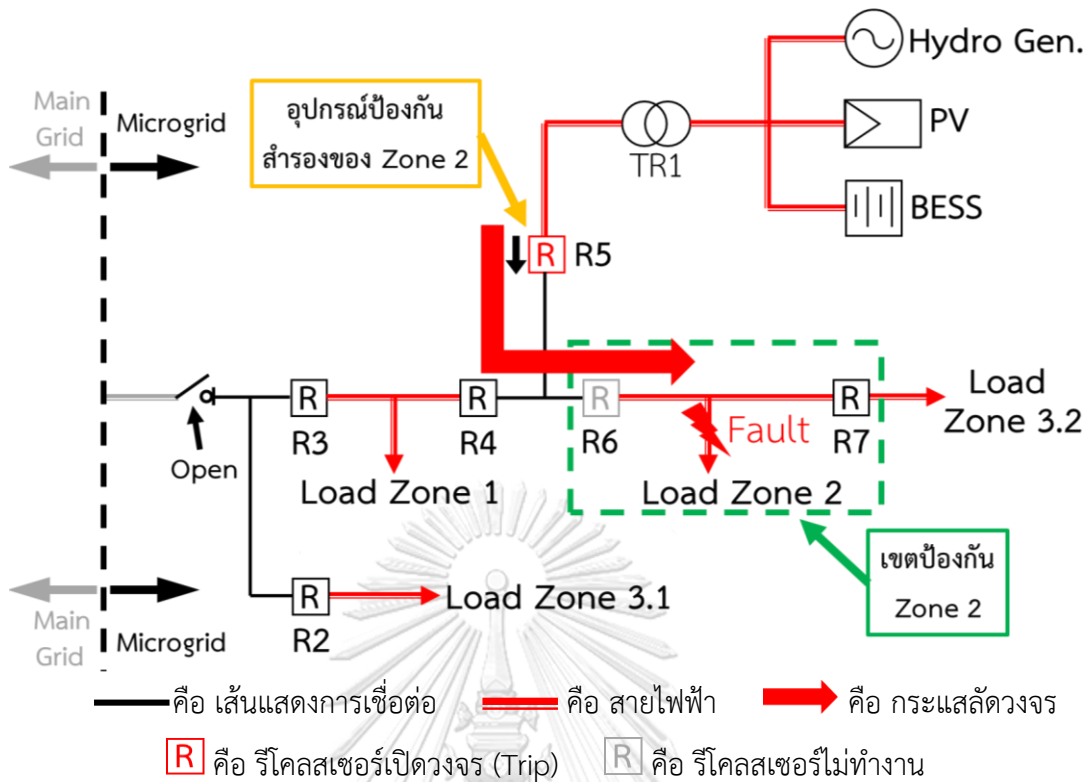 Hydro Gen.
PV
BESS
TR1
อุปกรณ์ป้องกัน
สำรองของ Zone 2
Main
Grid
Microgrid
R
R5
Open
R
R3
R
R4
R
R6
R
R7
Fault
Load
Zone 3.2
Load Zone 1
Load Zone 2
เขตป้องกัน
Zone 2
R
R2
Load Zone 3.1
Main
Grid
Microgrid
คือ เส้นแสดงการเชื่อต่อ
คือ สายไฟฟ้า
คือ กระแสลัดวงจร
R คือ รีโคลสเซอร์เปิดวงจร (Trip)
R คือ รีโคลสเซอร์ไม่ทำงาน